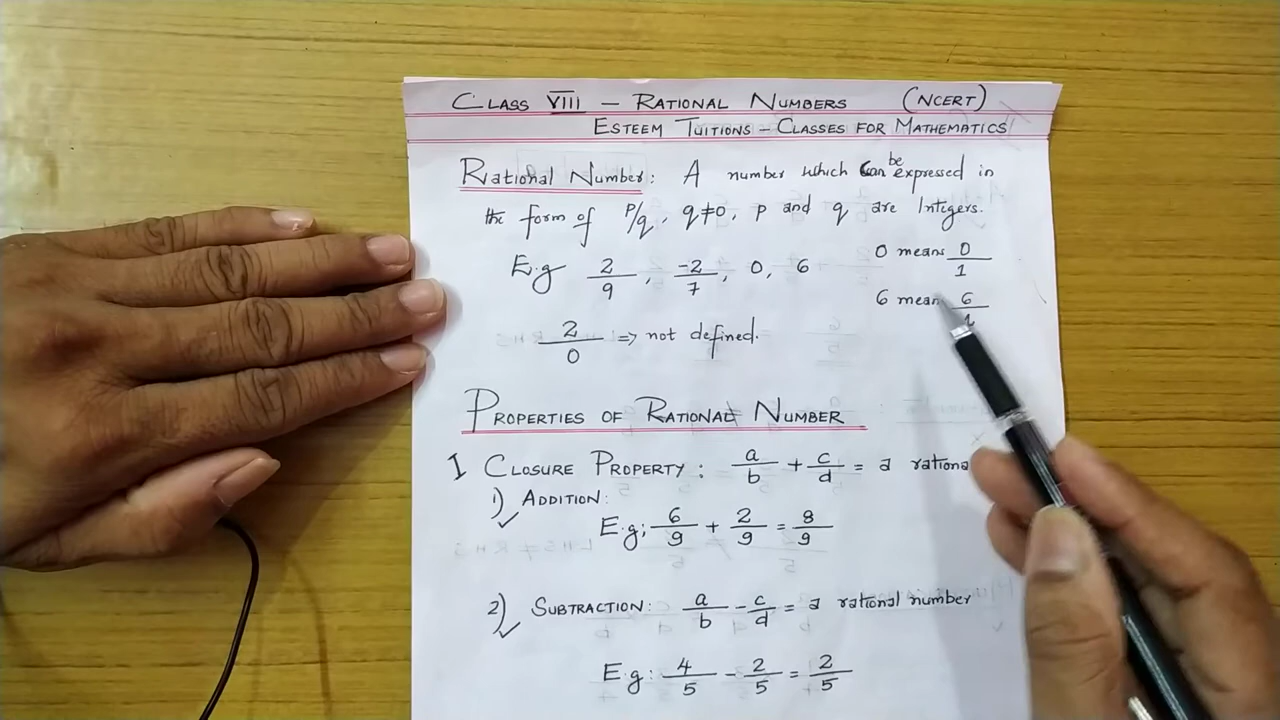 CLASS VIII – RATIONAL NUMBERS (NCERT)
ESTEEM TUITIONS – CLASSES FOR MATHEMATICS
Rational Number: A number which can be expressed in
the form of p/q, q≠0, p and q are Integers.
E.g 2/9, -2/7, 0, 6
0 means 0/1
6 means 6/1
2/0 => not defined.
PROPERTIES OF RATIONAL NUMBER
I CLOSURE PROPERTY: a/b + c/d = a rational
1) ADDITION:
E.g; 6/9 + 2/9 = 8/9
2) SUBTRACTION: a/b - c/d = a rational number
E.g: 4/5 - 2/5 = 2/5